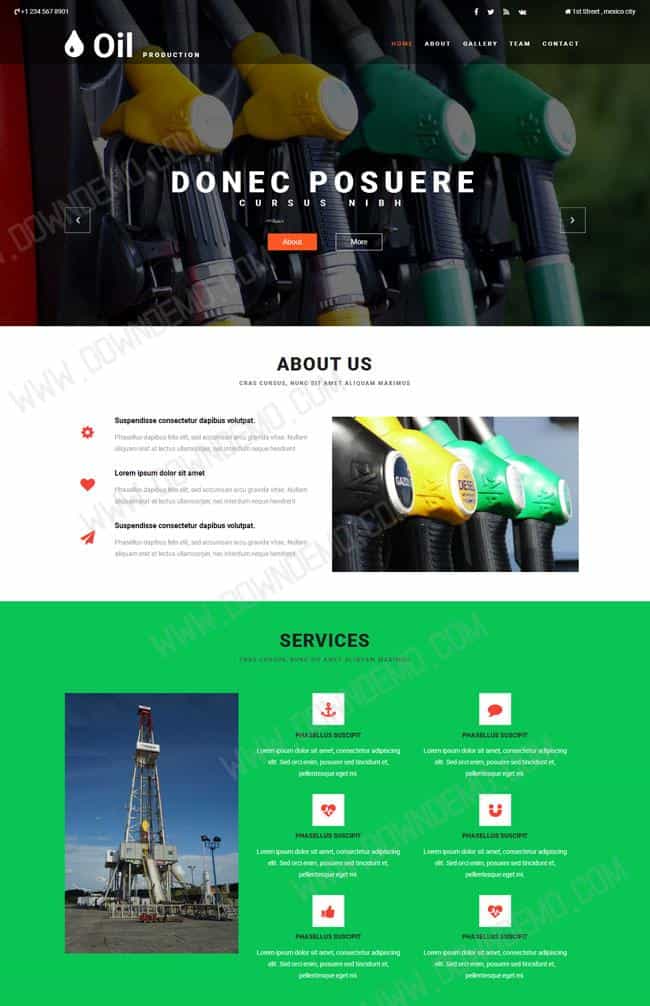 +1 234 567 8901
1st Street , mexico city
Oil PRODUCTION
HOME ABOUT GALLERY TEAM CONTACT
DONEC POSUERE
CURSUS NIBH
About More
ABOUT US
CRAS CURSUS, NUNC SIT AMET ALIQUAM MAXIMUS
Suspendisse consectetur dapibus volutpat.
Phasellus dapibus felis elit, sed accumsan arcu gravida vitae. Nullam
aliquam erat at lectus ullamcorper, nec interdum neque hendrerit
Lorem ipsum dolor sit amet
Phasellus dapibus felis elit, sed accumsan arcu gravida vitae. Nullam
aliquam erat at lectus ullamcorper, nec interdum neque hendrerit
Suspendisse consectetur dapibus volutpat.
Phasellus dapibus felis elit, sed accumsan arcu gravida vitae. Nullam
aliquam erat at lectus ullamcorper, nec interdum neque hendrerit
DIESEL
SERVICES
CRAS CURSUS, NUNC SIT AMET ALIQUAM MAXIMUS
PHASELLUS SUSCIPIT
Lorem ipsum dolor sit amet, consectetur adipiscing
elit. Sed orci enim, posuere sed tincidunt et,
pellentesque eget mi.
PHASELLUS SUSCIPIT
Lorem ipsum dolor sit amet, consectetur adipiscing
elit. Sed orci enim, posuere sed tincidunt et,
pellentesque eget mi.
PHASELLUS SUSCIPIT
Lorem ipsum dolor sit amet, consectetur adipiscing
elit. Sed orci enim, posuere sed tincidunt et,
pellentesque eget mi.
PHASELLUS SUSCIPIT
Lorem ipsum dolor sit amet, consectetur adipiscing
elit. Sed orci enim, posuere sed tincidunt et,
pellentesque eget mi.
PHASELLUS SUSCIPIT
Lorem ipsum dolor sit amet, consectetur adipiscing
elit. Sed orci enim, posuere sed tincidunt et,
pellentesque eget mi.
PHASELLUS SUSCIPIT
Lorem ipsum dolor sit amet, consectetur adipiscing
elit. Sed orci enim, posuere sed tincidunt et,
pellentesque eget mi.
WWW.DOWNDEMO.COM